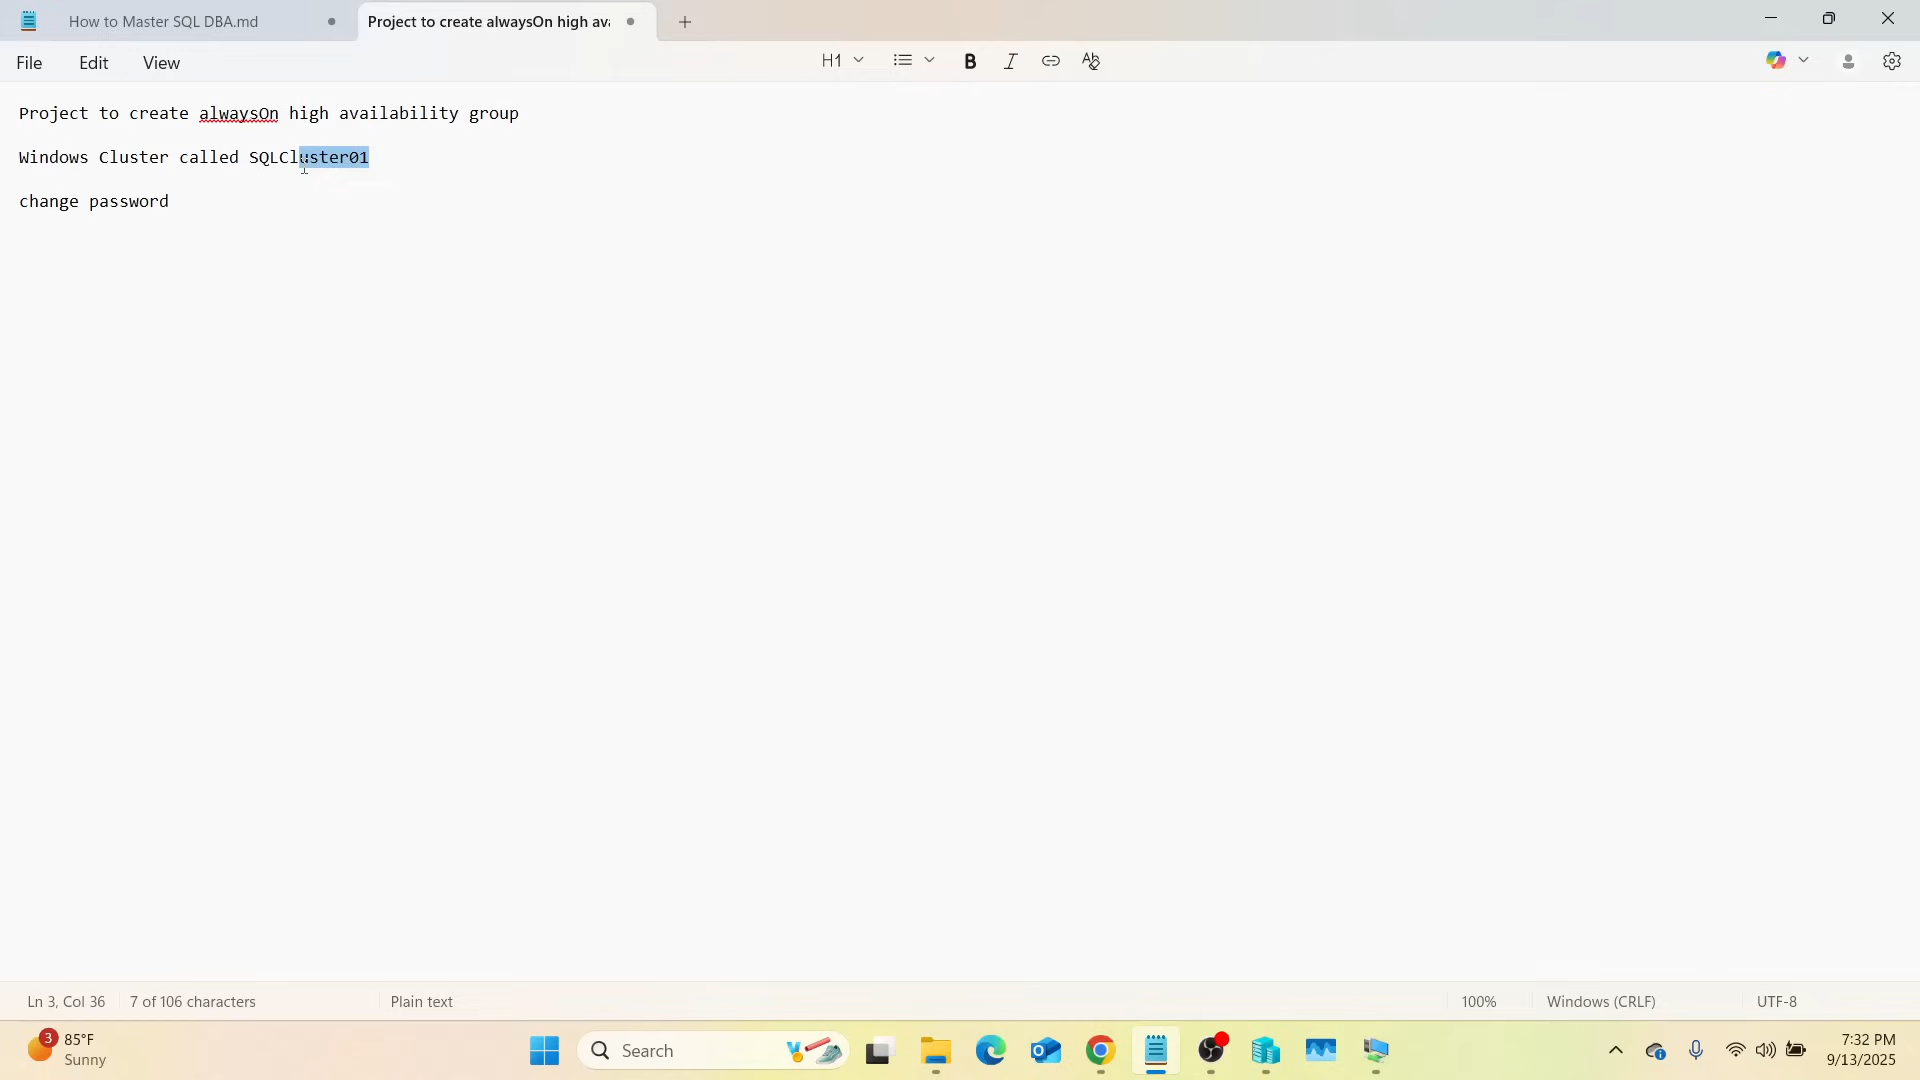 How to Master SQL DBA.md
Project to create alwaysOn high ava
File Edit View
H1
Project to create alwaysOn high availability group
Windows Cluster called SQLCluster01
change password
Ln 3, Col 36 7 of 106 characters Plain text 100% Windows (CRLF) UTF-8
3 85°F
Sunny
Search
7:32 PM
9/13/2025